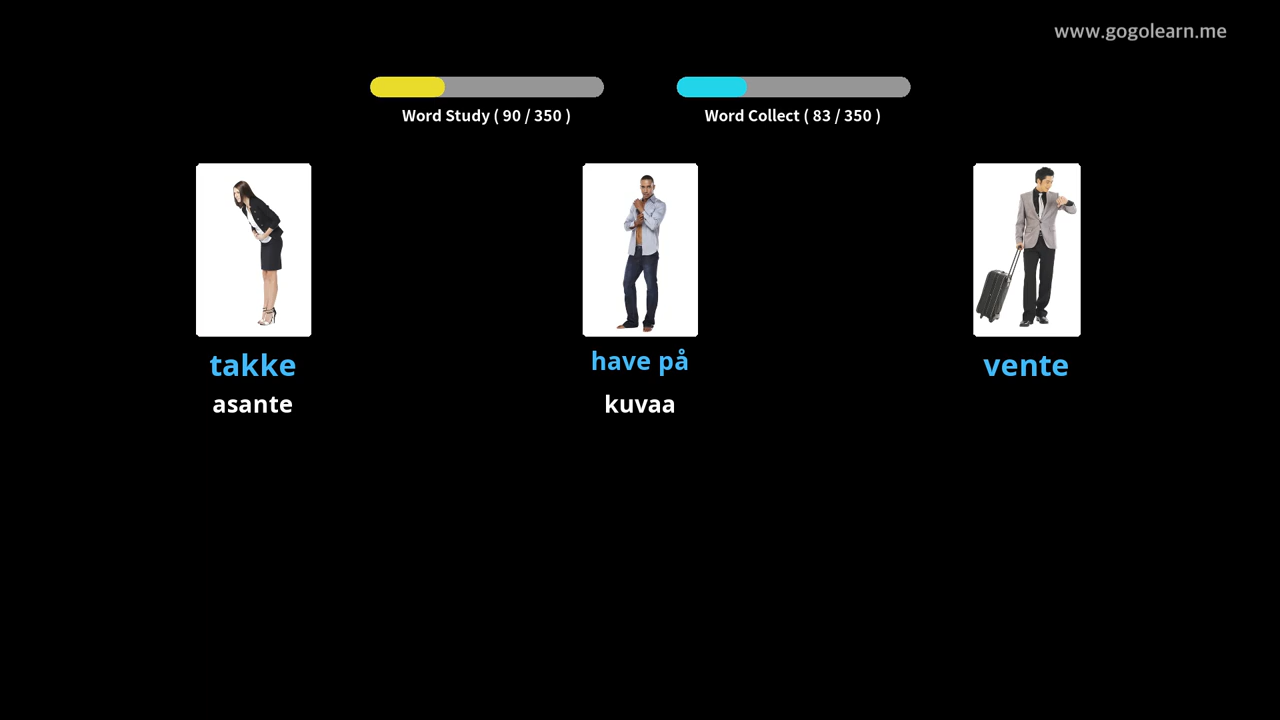 www.gogolearn.me
Word Study ( 90 / 350 )
Word Collect ( 83 / 350 )
takke
have på
vente
asante
kuvaa